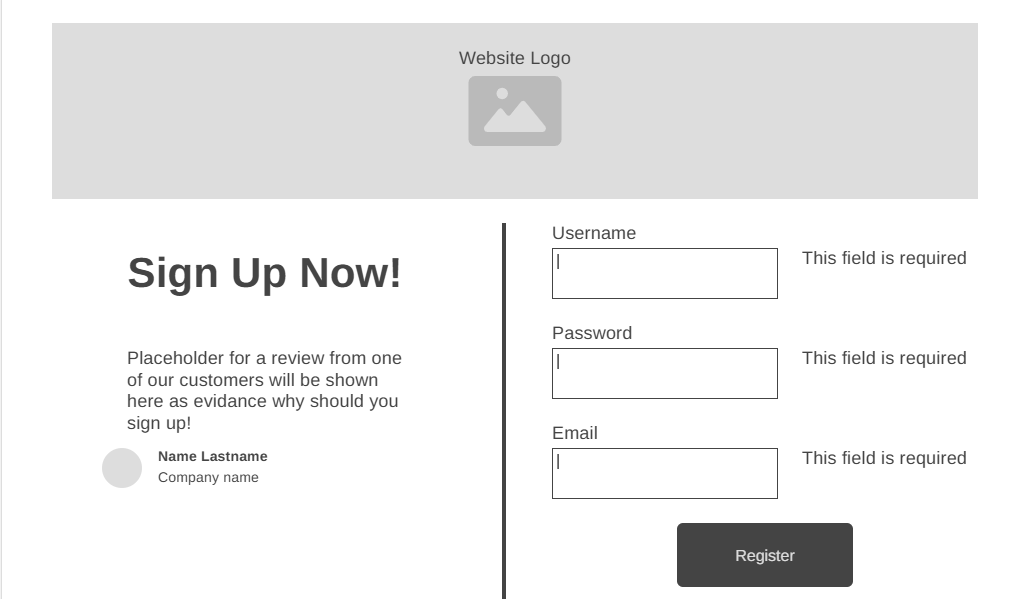 Website Logo
Sign Up Now!
Placeholder for a review from one
of our customers will be shown
here as evidance why should you
sign up!
Name Lastname
Company name
Username
This field is required
Password
This field is required
Email
This field is required
Register